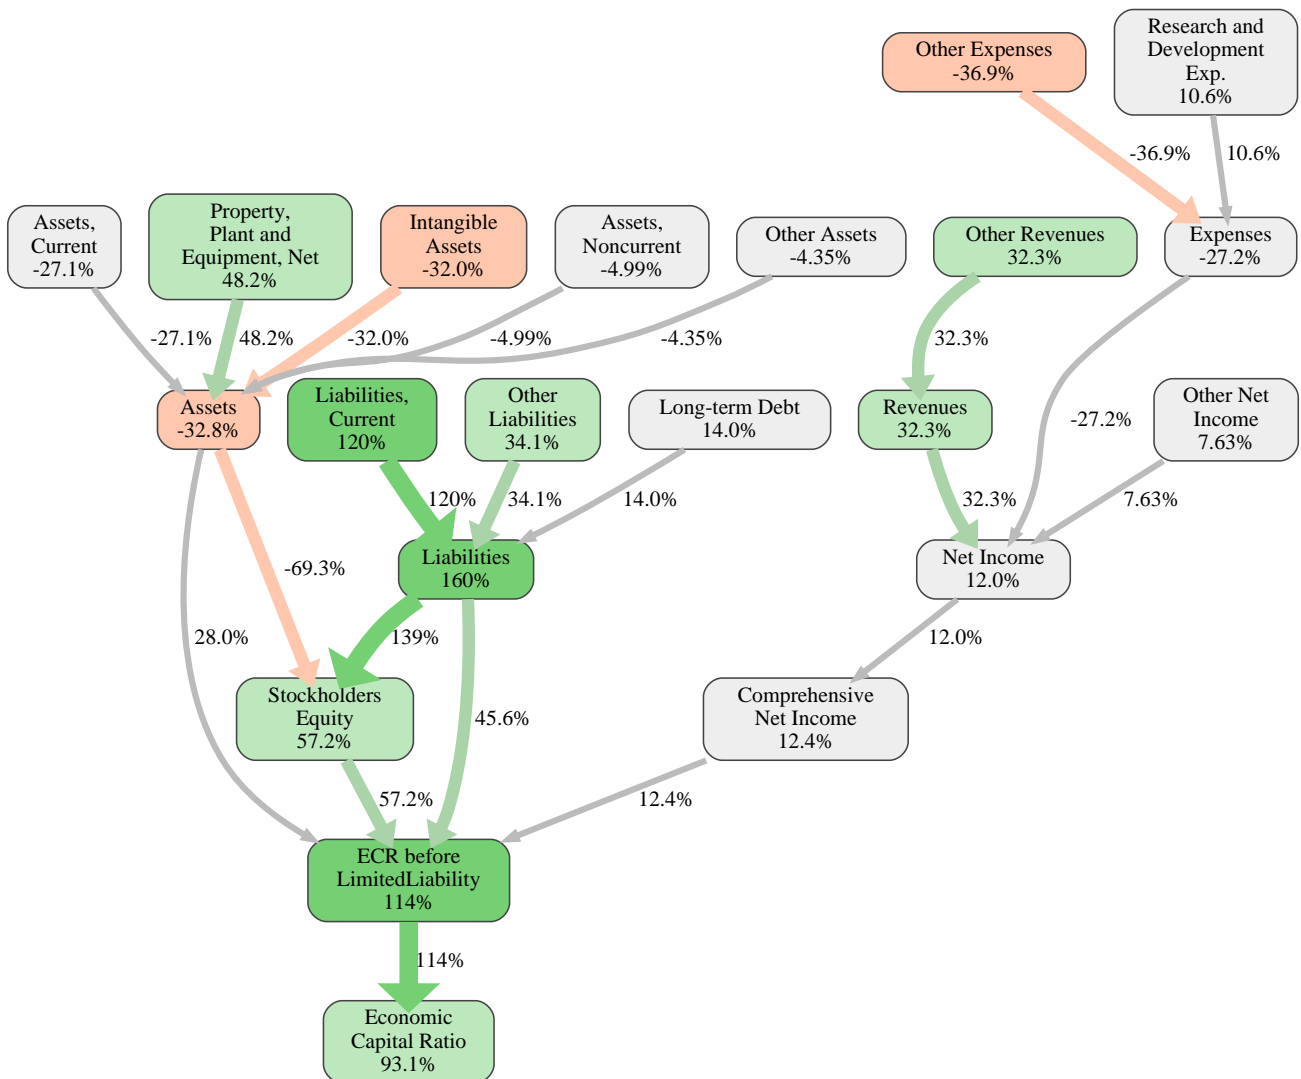 Research and
Development
Exp.
10.6%
Other Expenses
-36.9%
-36.9%
10.6%
Assets,
Current
-27.1%
Property,
Plant and
Equipment, Net
48.2%
Intangible
Assets
-32.0%
Assets,
Noncurrent
-4.99%
Other Assets
-4.35%
Other Revenues
32.3%
Expenses
-27.2%
-27.1%
48.2%
-32.0%
-4.99%
-4.35%
32.3%
Assets
-32.8%
Liabilities,
Current
120%
Other
Liabilities
34.1%
Long-term Debt
14.0%
Revenues
32.3%
-27.2%
Other Net
Income
7.63%
120%
34.1%
14.0%
32.3%
7.63%
-69.3%
Liabilities
160%
Net Income
12.0%
28.0%
139%
12.0%
Stockholders
Equity
57.2%
45.6%
Comprehensive
Net Income
12.4%
57.2%
12.4%
ECR before
LimitedLiability
114%
114%
Economic
Capital Ratio
93.1%